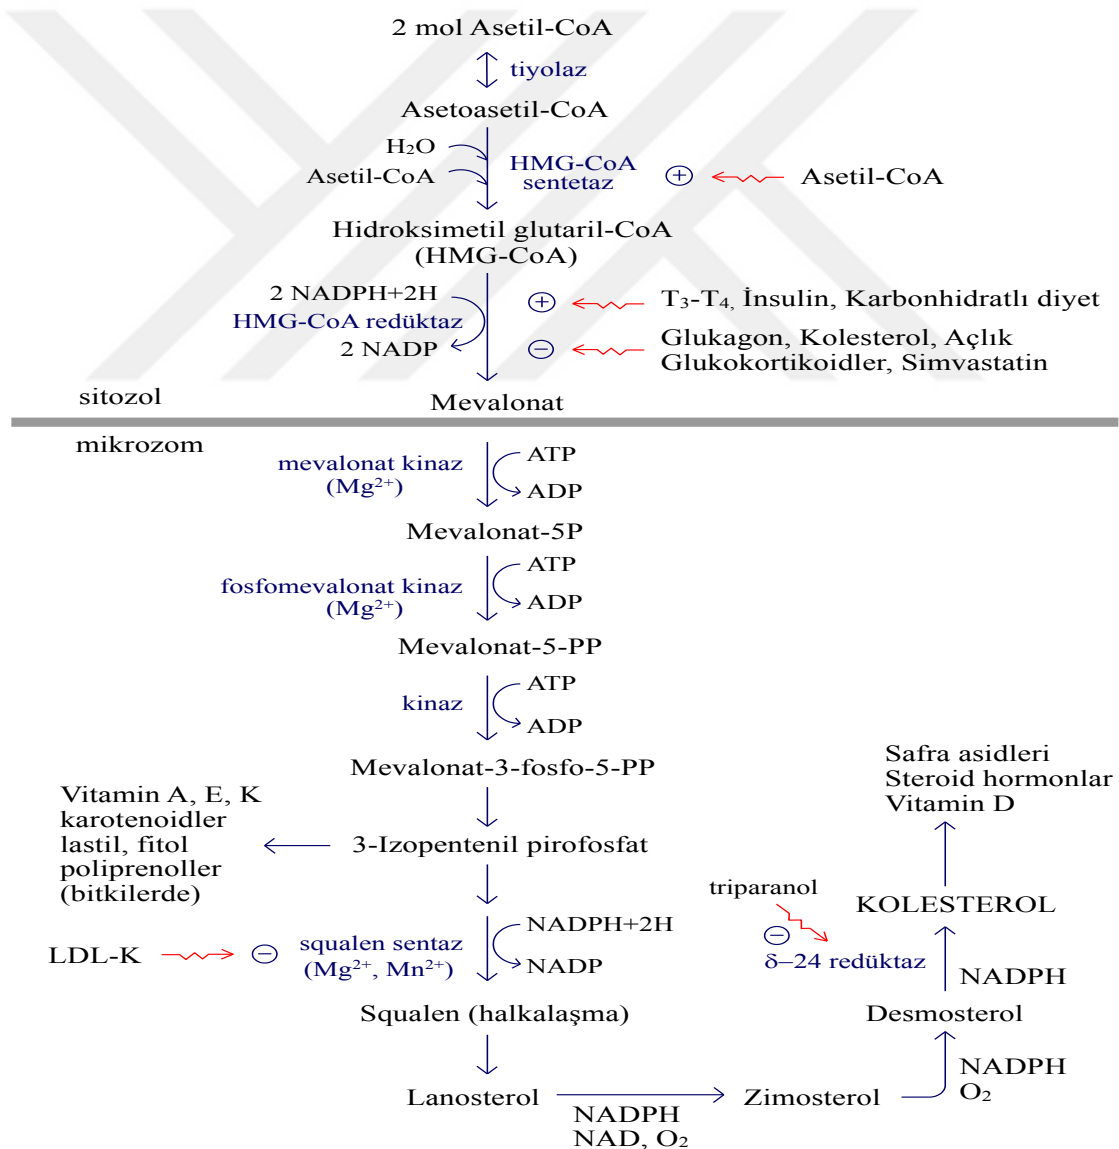 2 mol Asetil-CoA
tiyolaz
Asetoasetil-CoA
H₂O
Asetil-CoA
HMG-CoA
sentetaz
+
Asetil-CoA
Hidroksimetil glutaril-CoA
(HMG-CoA)
2 NADPH+2H
HMG-CoA redüktaz
2 NADP
+
T₃-T₄, İnsulin, Karbonhidratlı diyet
−
Glukagon, Kolesterol, Açlık
Glukokortikoidler, Simvastatin
sitozol
Mevalonat
mikrozom
mevalonat kinaz
(Mg²⁺)
ATP
ADP
Mevalonat-5P
fosfomevalonat kinaz
(Mg²⁺)
ATP
ADP
Mevalonat-5-PP
kinaz
ATP
ADP
Mevalonat-3-fosfo-5-PP
Vitamin A, E, K
karotenoidler
lastil, fitol
poliprenoller
(bitkilerde)
3-Izopentenil pirofosfat
LDL-K
−
squalen sentaz
(Mg²⁺, Mn²⁺)
NADPH+2H
NADP
Squalen (halkalaşma)
Lanosterol
NADPH
NAD, O₂
Zimosterol
NADPH
O₂
Desmosterol
NADPH
triparanol
−
δ−24 redüktaz
KOLESTEROL
Safra asidleri
Steroid hormonlar
Vitamin D